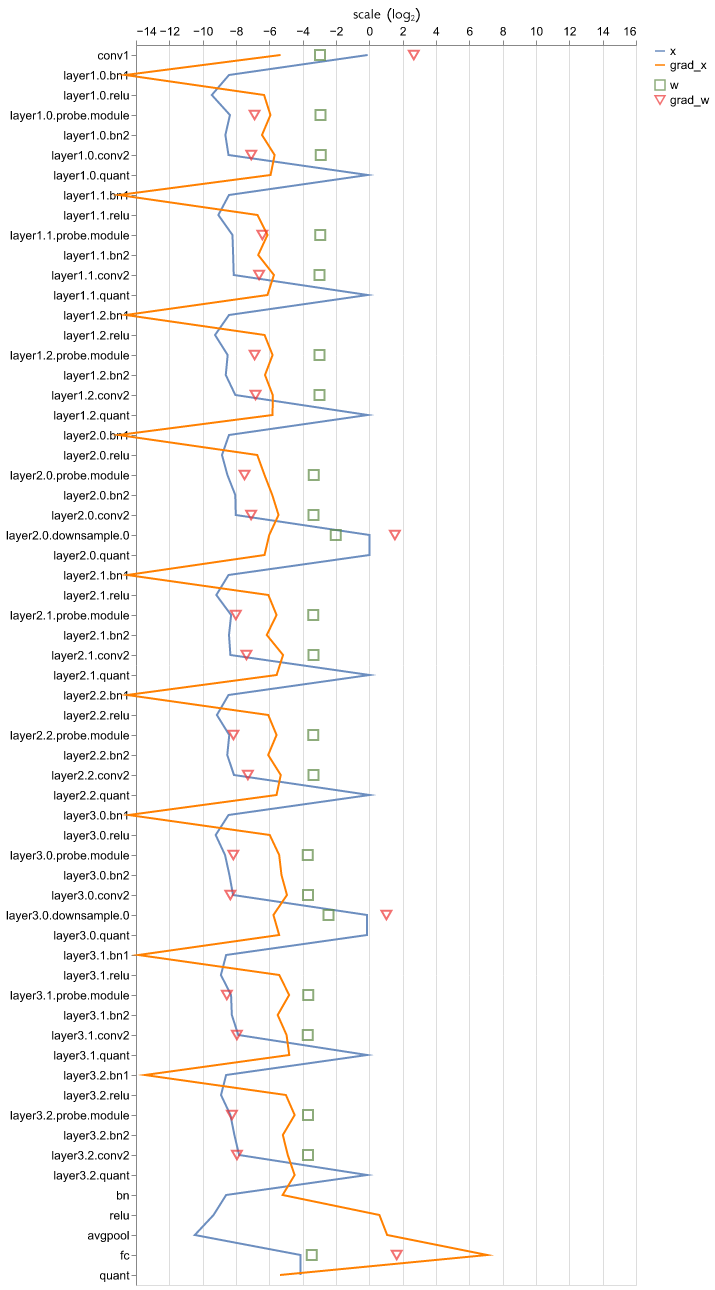 scale (log₂)
−14 −12 −10 −8 −6 −4 −2 0 2 4 6 8 10 12 14 16
x
grad_x
w
grad_w
conv1
layer1.0.bn1
layer1.0.relu
layer1.0.probe.module
layer1.0.bn2
layer1.0.conv2
layer1.0.quant
layer1.1.bn1
layer1.1.relu
layer1.1.probe.module
layer1.1.bn2
layer1.1.conv2
layer1.1.quant
layer1.2.bn1
layer1.2.relu
layer1.2.probe.module
layer1.2.bn2
layer1.2.conv2
layer1.2.quant
layer2.0.bn1
layer2.0.relu
layer2.0.probe.module
layer2.0.bn2
layer2.0.conv2
layer2.0.downsample.0
layer2.0.quant
layer2.1.bn1
layer2.1.relu
layer2.1.probe.module
layer2.1.bn2
layer2.1.conv2
layer2.1.quant
layer2.2.bn1
layer2.2.relu
layer2.2.probe.module
layer2.2.bn2
layer2.2.conv2
layer2.2.quant
layer3.0.bn1
layer3.0.relu
layer3.0.probe.module
layer3.0.bn2
layer3.0.conv2
layer3.0.downsample.0
layer3.0.quant
layer3.1.bn1
layer3.1.relu
layer3.1.probe.module
layer3.1.bn2
layer3.1.conv2
layer3.1.quant
layer3.2.bn1
layer3.2.relu
layer3.2.probe.module
layer3.2.bn2
layer3.2.conv2
layer3.2.quant
bn
relu
avgpool
fc
quant